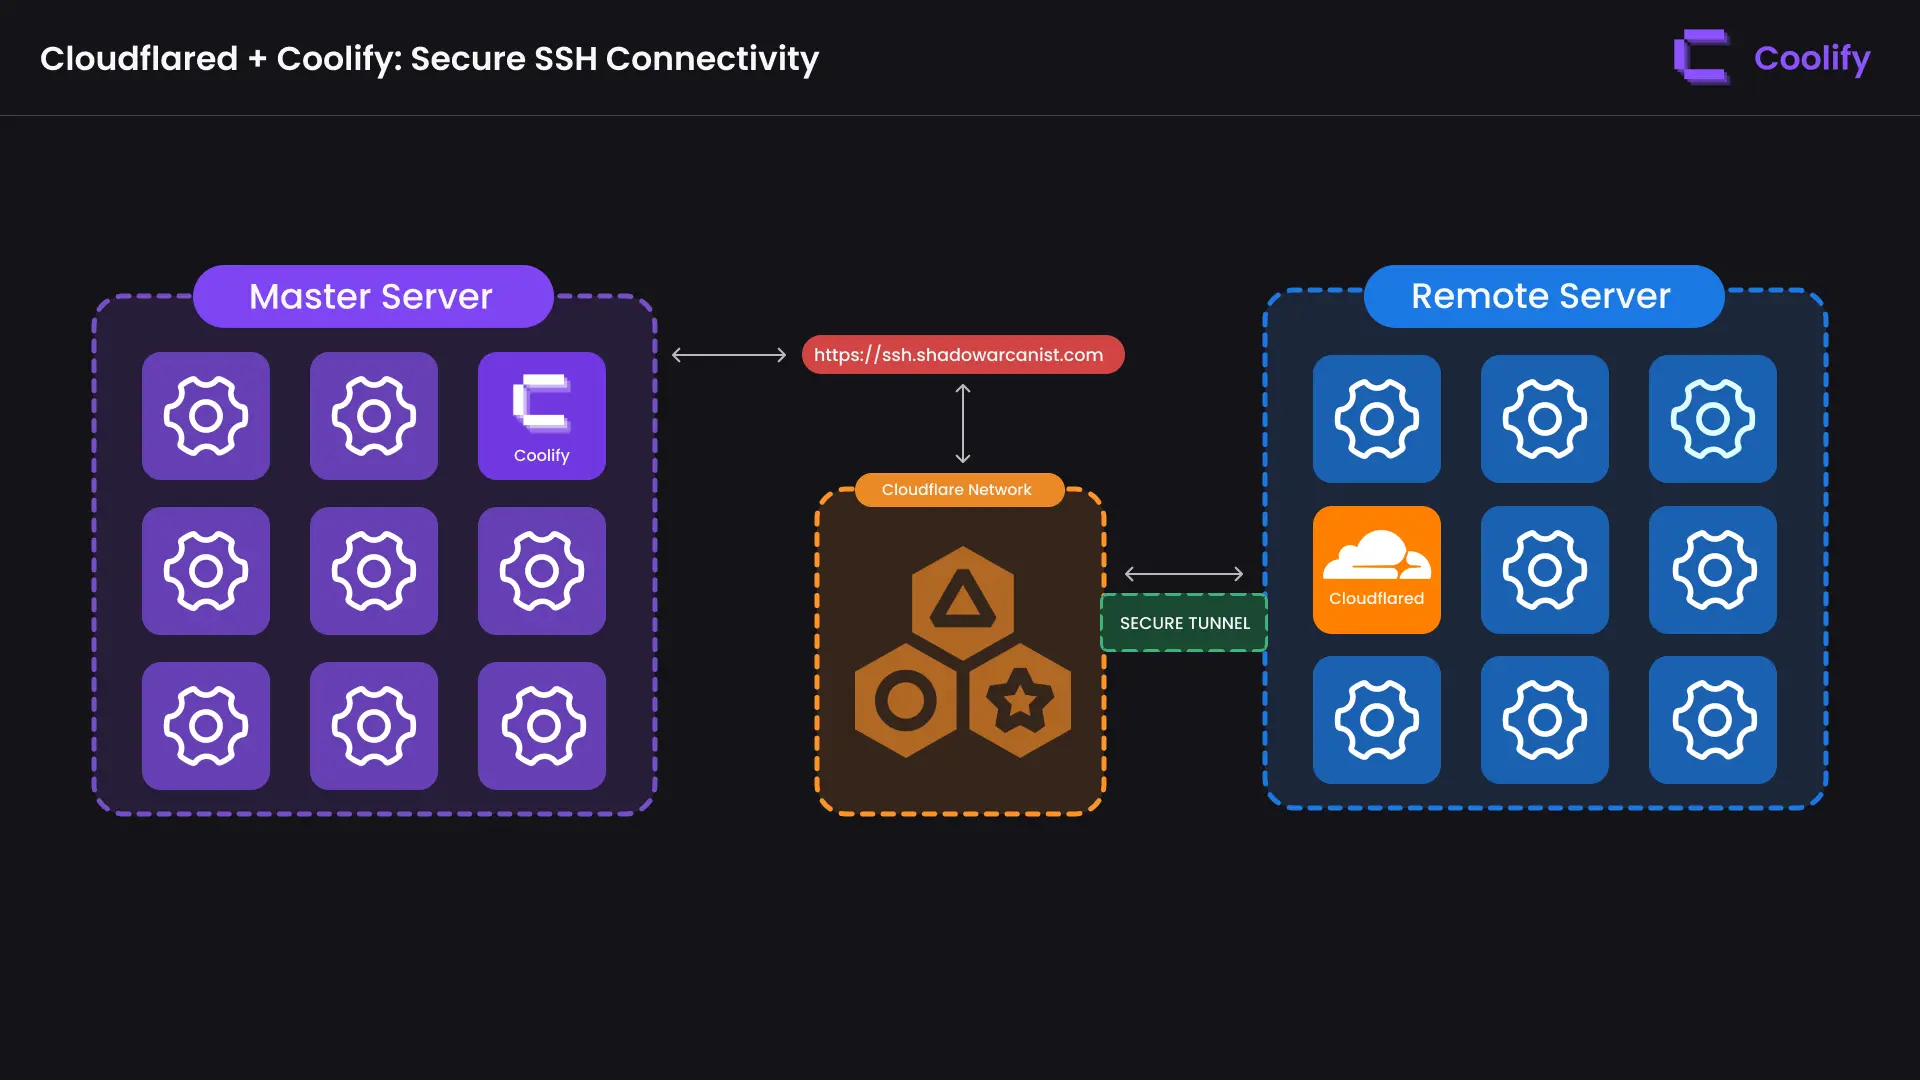 Cloudflared + Coolify: Secure SSH Connectivity
Coolify
Master Server
Coolify
https://ssh.shadowarcanist.com
Cloudflare Network
SECURE TUNNEL
Remote Server
Cloudflared